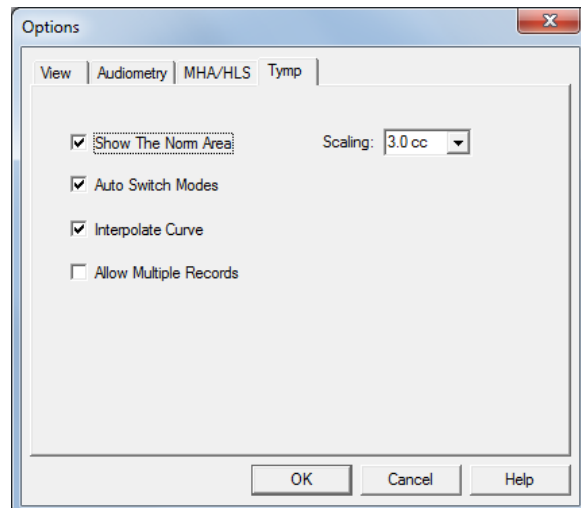 Options
View Audiometry MHA/HLS Tymp
Show The Norm Area Scaling: 3.0 cc
Auto Switch Modes
Interpolate Curve
Allow Multiple Records
OK Cancel Help